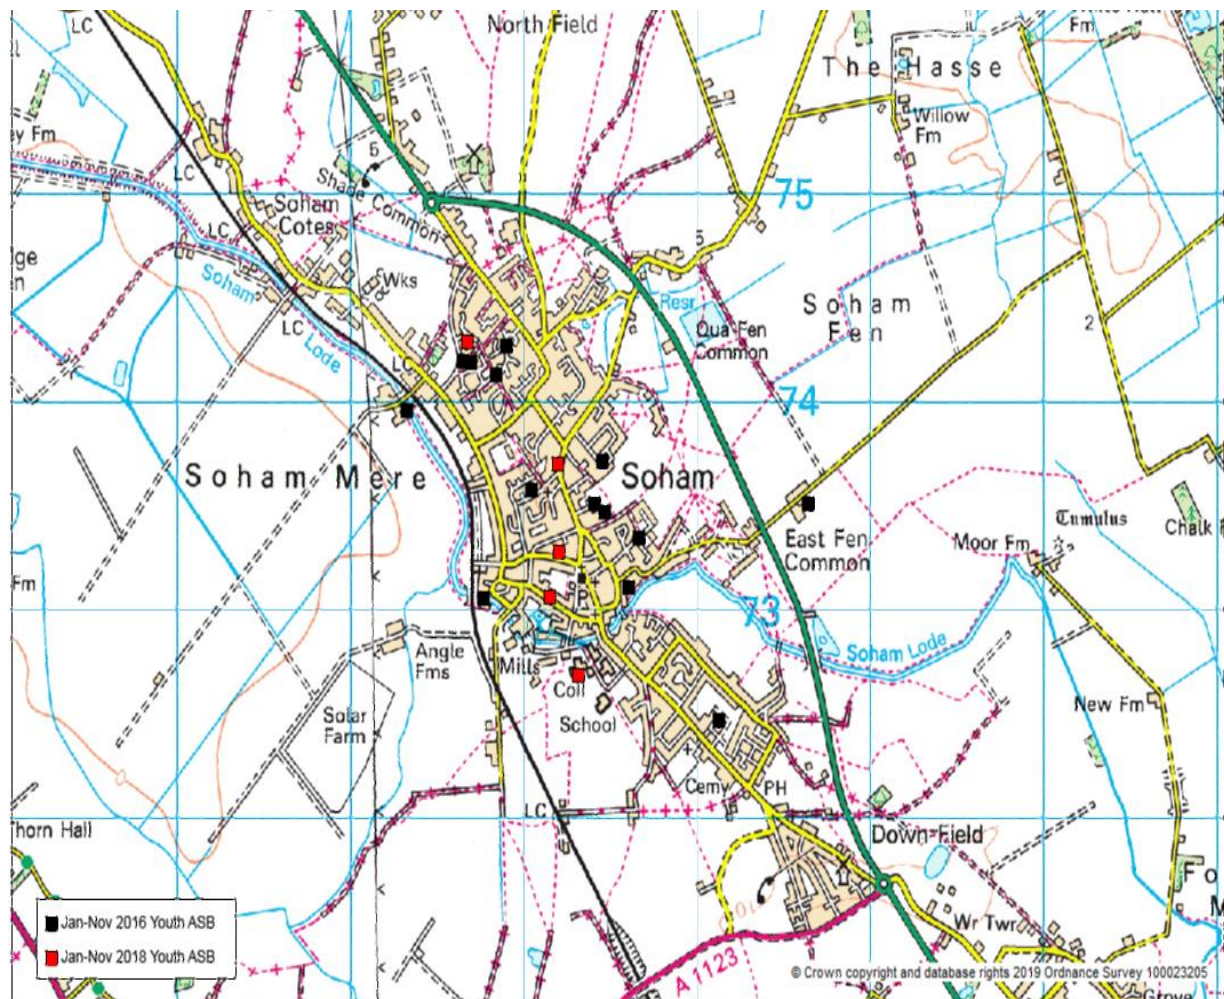 LC
North Field
Fm
The Hasse
Willow
Fm
ey Fm
LC
5
Shade Common
75
Soham
Cotes
LC
5
Wks
Soham
Lode
LC
Resr
Qua Fen
Common
Soham
Fen
2
LC
74
Soham Mere
Soham
East Fen
Common
Tumulus
Moor Fm
Chalk
Fm
P
73
Soham Lode
Angle
Fms
Mills
Coll
School
New Fm
Solar
Farm
Cemy
PH
LC
Thorn Hall
Down-Field
Wr Twr
A1123
Jan-Nov 2016 Youth ASB
Jan-Nov 2018 Youth ASB
© Crown copyright and database rights 2019 Ordnance Survey 100023205